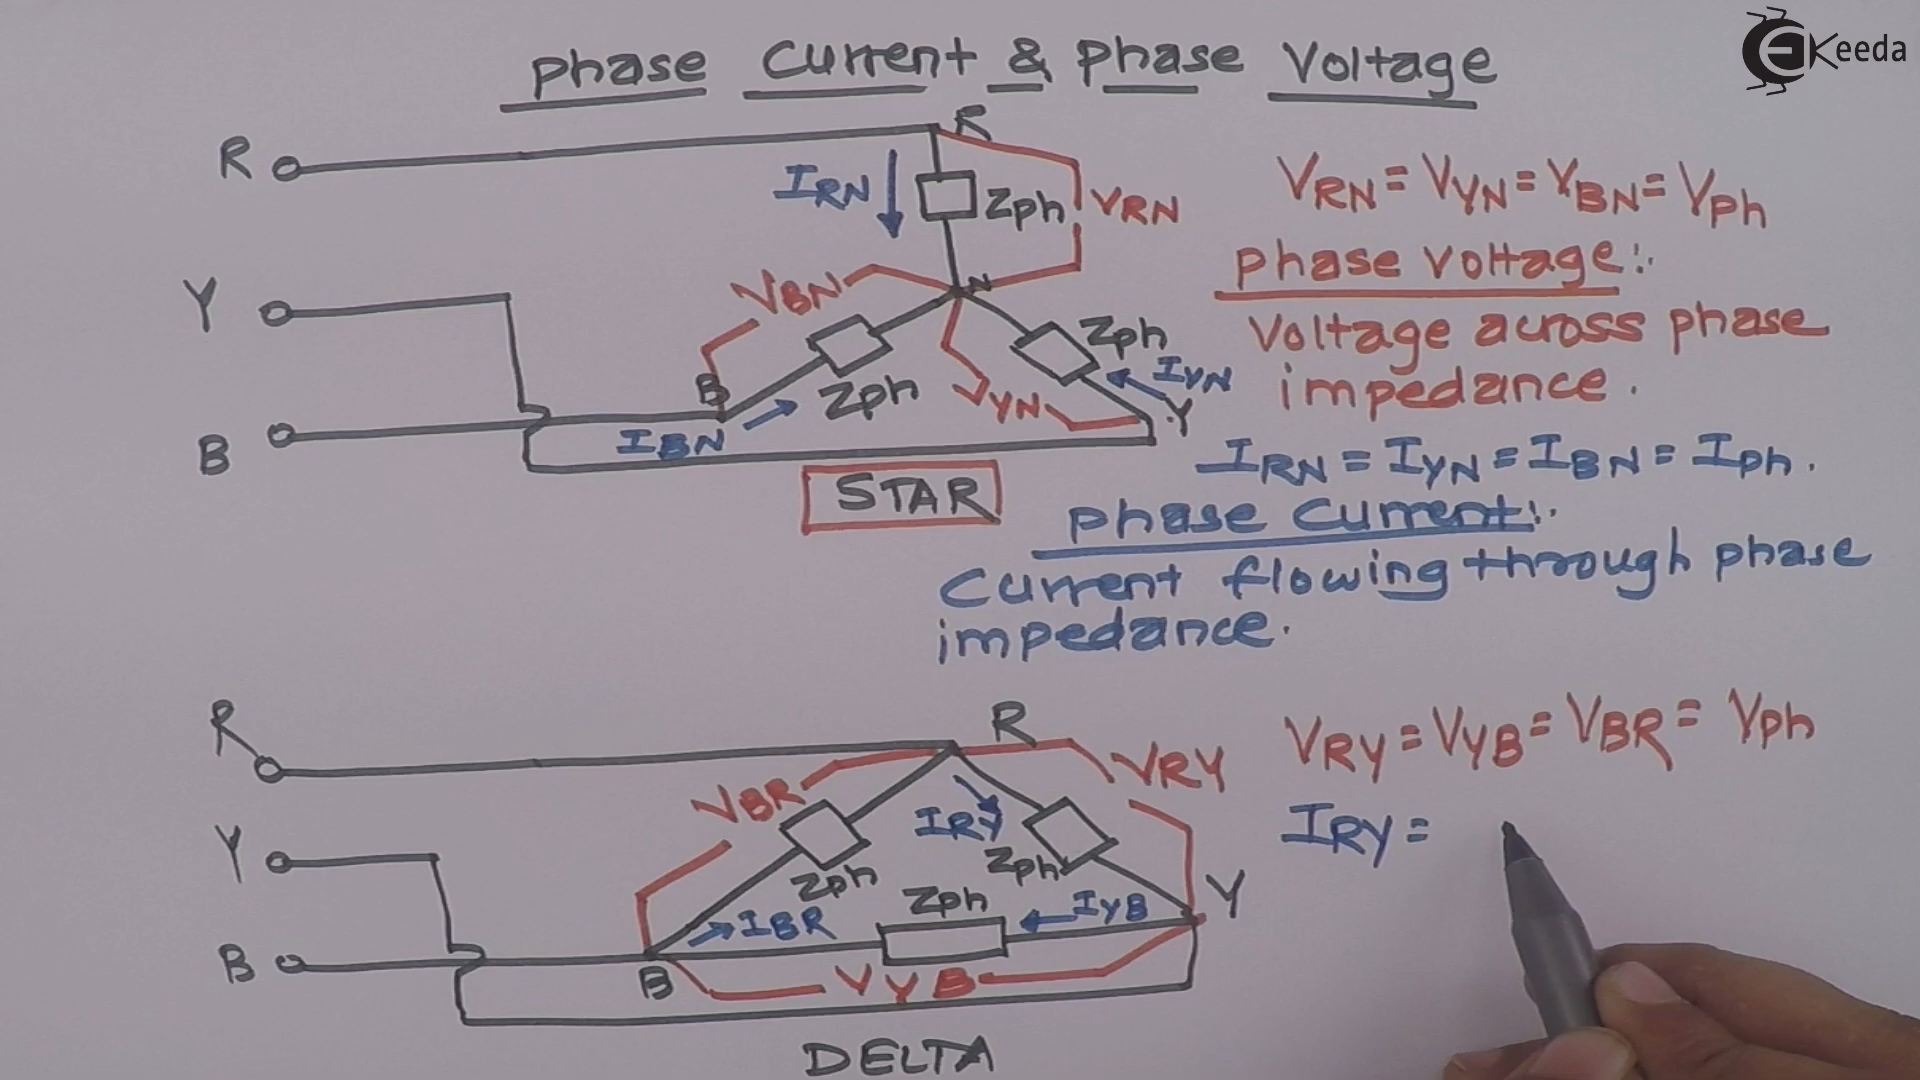 Phase Current & Phase Voltage
EKeeda
R
R
IRN
Zph
VRN
VRN = VYN = VBN = Vph
Phase Voltage:-
Voltage across phase
impedance.
Y
VBN
N
Zph
IYN
B
Zph
VYN
Y
B
IBN
STAR
IRN = IYN = IBN = Iph.
Phase Current:-
Current flowing through phase
impedance.
R
R
VBR
VRY
VRY = VYB = VBR = Vph
IRY
IRY =
Y
Zph
Zph
Zph
IYB
Y
IBR
B
B
VYB
DELTA